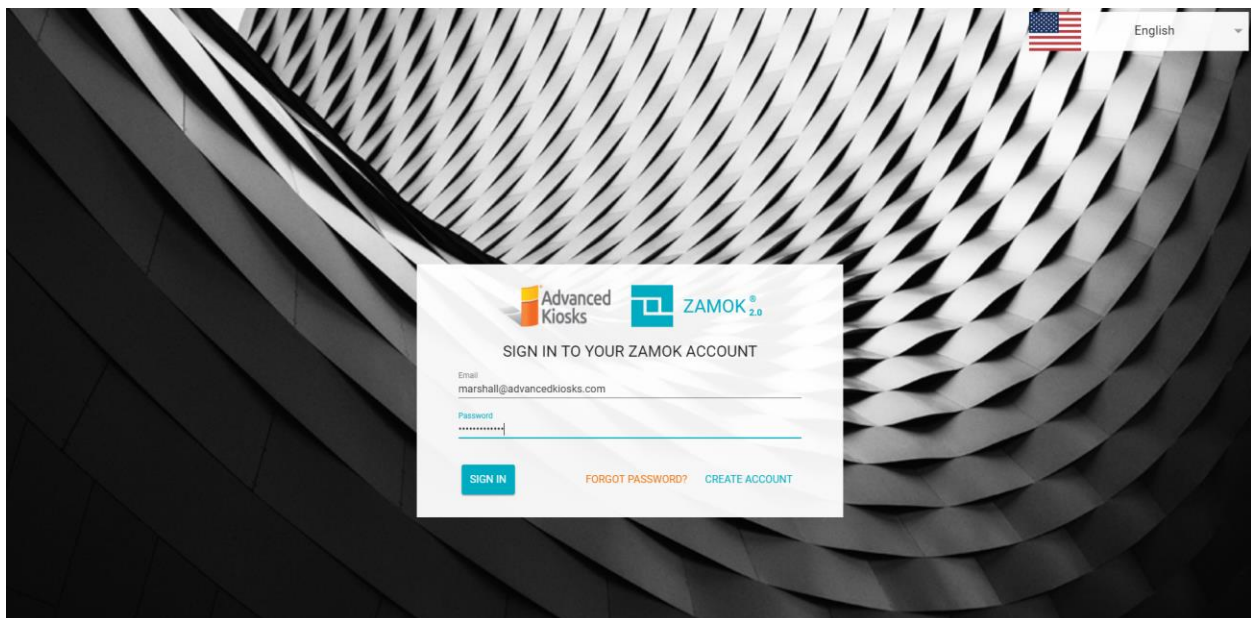 English
Advanced
Kiosks
ZAMOK ® 2.0
SIGN IN TO YOUR ZAMOK ACCOUNT
Email
marshall@advancedkiosks.com
Password
•••••••••••••
SIGN IN
FORGOT PASSWORD?
CREATE ACCOUNT